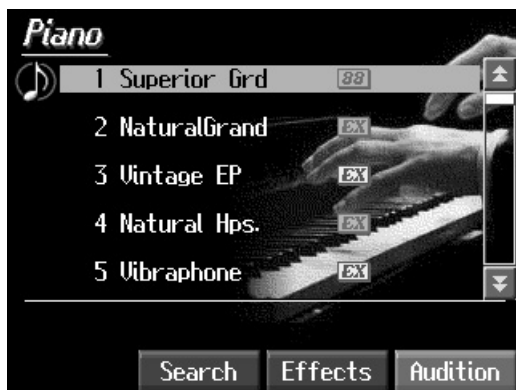 Piano
1 Superior Grd 88
2 NaturalGrand EX
3 Vintage EP EX
4 Natural Hps. EX
5 Vibraphone EX
Search Effects Audition